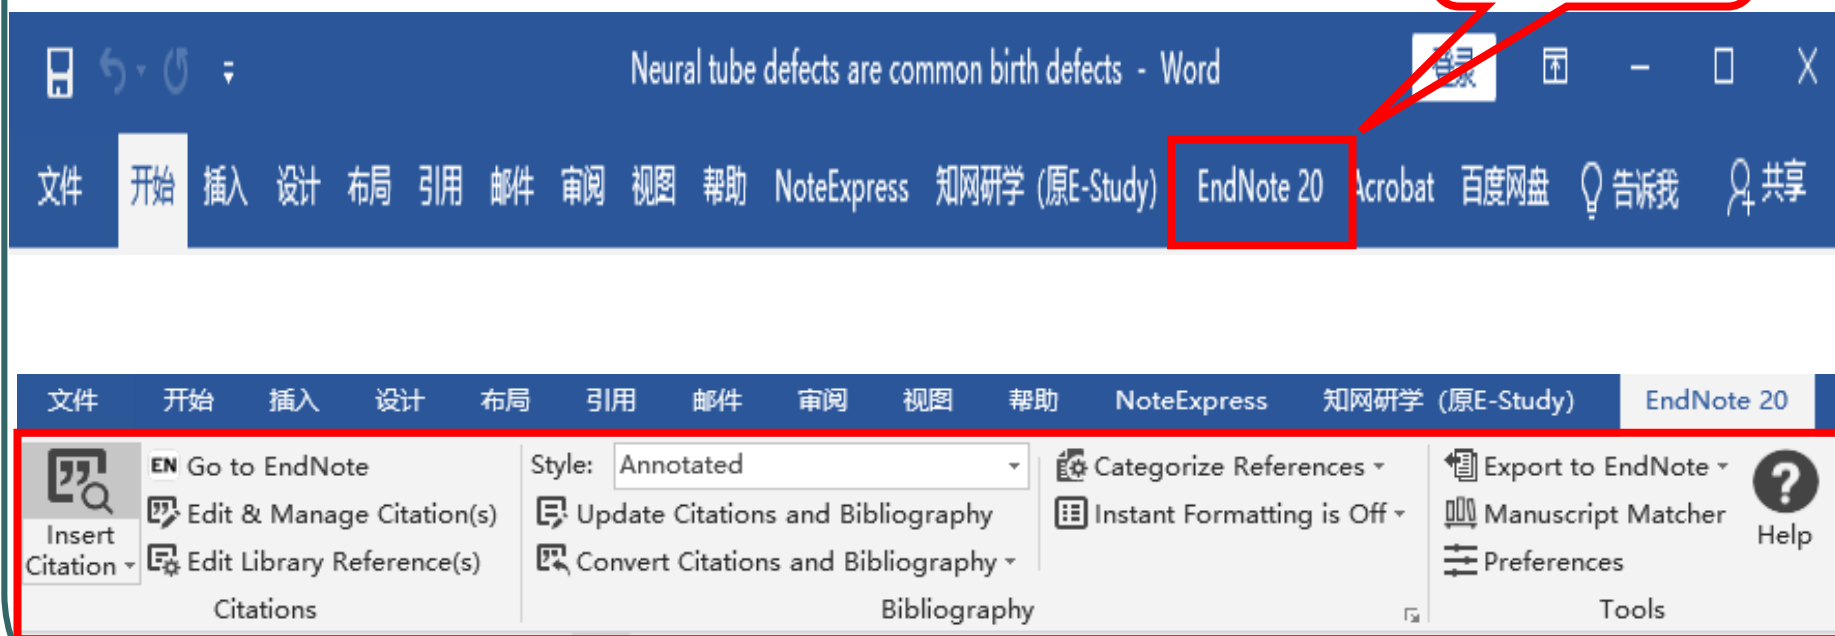 Neural tube defects are common birth defects - Word 登录
文件 开始 插入 设计 布局 引用 邮件 审阅 视图 帮助 NoteExpress 知网研学 (原E-Study) EndNote 20 Acrobat 百度网盘 告诉我 共享
文件 开始 插入 设计 布局 引用 邮件 审阅 视图 帮助 NoteExpress 知网研学 (原E-Study) EndNote 20
EN Go to EndNote Style: Annotated Categorize References Export to EndNote
Edit & Manage Citation(s) Update Citations and Bibliography Instant Formatting is Off Manuscript Matcher
Insert Citation Edit Library Reference(s) Convert Citations and Bibliography Preferences Help
Citations Bibliography Tools